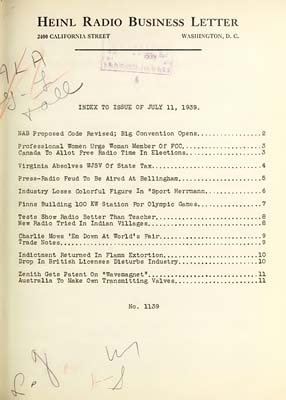 HEINL RADIO BUSINESS LETTER
2400 CALIFORNIA STREET WASHINGTON, D. C.
INDEX TO ISSUE OF JULY 11, 1939.
NAB Proposed Code Revised; Big Convention Opens................2
Professional Women Urge Woman Member Of FCC....................3
Canada To Allot Free Radio Time In Elections...................3
Virginia Absolves WJSV Of State Tax............................4
Press-Radio Feud To Be Aired At Bellingham.....................5
Industry Loses Colorful Figure In "Sport Herrmann..............6
Finns Building 100 KW Station For Olympic Games................7
Tests Show Radio Better Than Teacher...........................8
New Radio Tried In Indian Villages.............................8
Charlie Mows 'Em Down At World's Fair..........................9
Trade Notes....................................................9
Indictment Returned In Flamm Extortion........................10
Drop In British Licenses Disturbs Industry....................10
Zenith Gets Patent On "Wavemagnet"............................11
Australia To Make Own Transmitting Valves.....................11
No. 1139